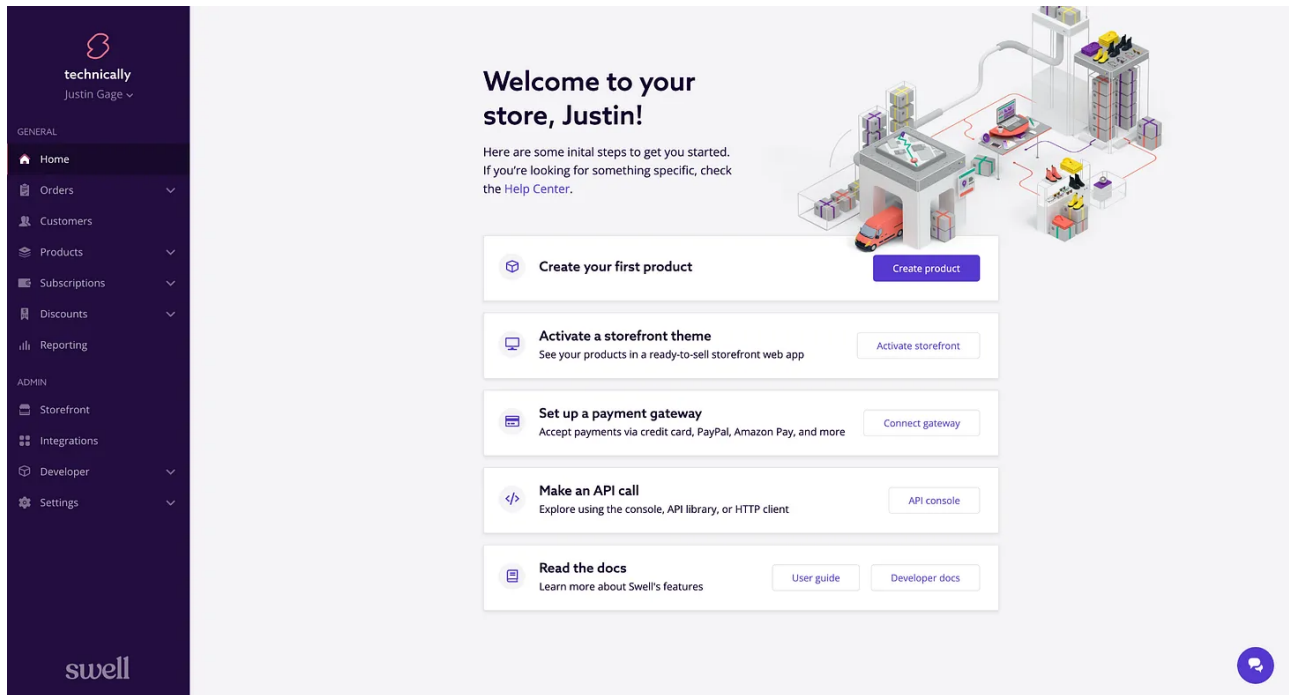 technically
Justin Gage
GENERAL
Home
Orders
Customers
Products
Subscriptions
Discounts
Reporting
ADMIN
Storefront
Integrations
Developer
Settings
swell
Welcome to your
store, Justin!
Here are some inital steps to get you started.
If you're looking for something specific, check
the Help Center.
Create your first product
Create product
Activate a storefront theme
See your products in a ready-to-sell storefront web app
Activate storefront
Set up a payment gateway
Accept payments via credit card, PayPal, Amazon Pay, and more
Connect gateway
Make an API call
Explore using the console, API library, or HTTP client
API console
Read the docs
Learn more about Swell's features
User guide
Developer docs